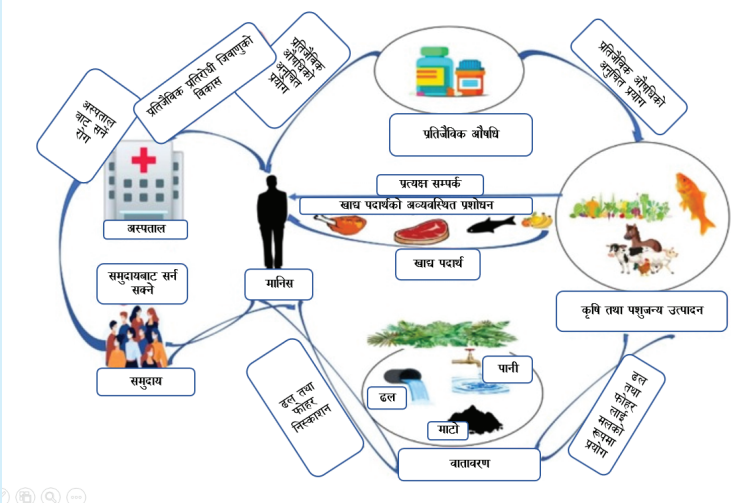 प्रतिजैविक
औषधिको
अनुचित
प्रयोग
प्रतिजैविक प्रतिरोधी जिवाणुको
विकास
अस्पताल
बाट सर्ने
रोग
प्रतिजैविक औषधिको
अनुचित प्रयोग
प्रतिजैविक औषधि
प्रत्यक्ष सम्पर्क
खाद्य पदार्थको अव्यवस्थित प्रशोधन
खाद्य पदार्थ
अस्पताल
समुदायबाट सर्न
सक्ने
समुदाय
मानिस
कृषि तथा पशुजन्य उत्पादन
ढल तथा
फोहर
निस्काशन
पानी
ढल
माटो
वातावरण
ढल
तथा
फोहर
लाई
मलको
रूपमा
प्रयोग